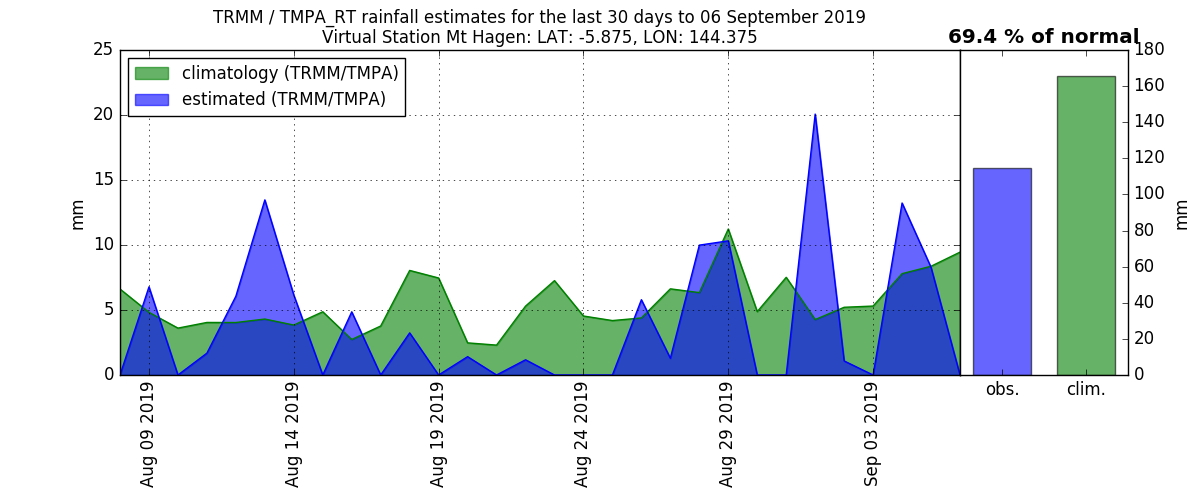 TRMM / TMPA_RT rainfall estimates for the last 30 days to 06 September 2019
Virtual Station Mt Hagen: LAT: -5.875, LON: 144.375
69.4 % of normal
climatology (TRMM/TMPA)
estimated (TRMM/TMPA)
25
20
15
10
5
0
mm
Aug 09 2019
Aug 14 2019
Aug 19 2019
Aug 24 2019
Aug 29 2019
Sep 03 2019
180
160
140
120
100
80
60
40
20
0
mm
obs.
clim.